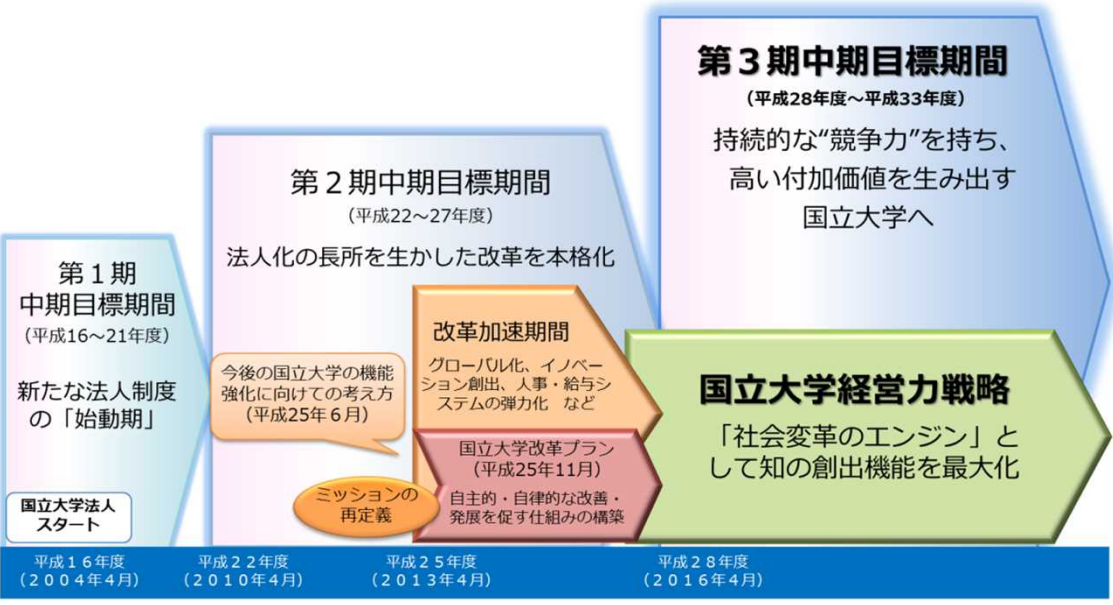 第１期
中期目標期間
（平成16～21年度）
新たな法人制度
の「始動期」
国立大学法人
スタート
第２期中期目標期間
（平成22～27年度）
法人化の長所を生かした改革を本格化
今後の国立大学の機能
強化に向けての考え方
（平成25年６月）
ミッションの
再定義
改革加速期間
グローバル化、イノベー
ション創出、人事・給与シ
ステムの弾力化　など
国立大学改革プラン
（平成25年11月）
自主的・自律的な改善・
発展を促す仕組みの構築
第３期中期目標期間
（平成28年度～平成33年度）
持続的な“競争力”を持ち、
高い付加価値を生み出す
国立大学へ
国立大学経営力戦略
「社会変革のエンジン」と
して知の創出機能を最大化
平成１６年度
（２００４年４月）
平成２２年度
（２０１０年４月）
平成２５年度
（２０１３年４月）
平成２８年度
（２０１６年４月）